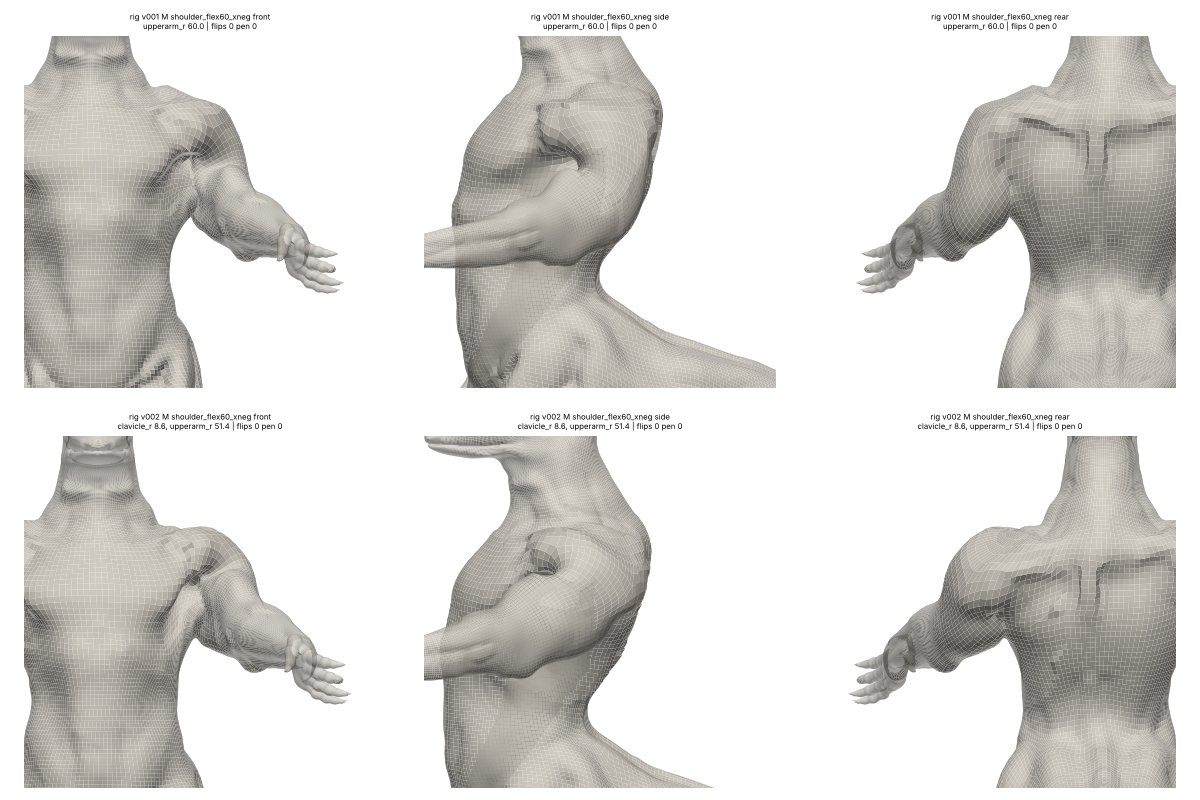 rig v001 M shoulder_flex60_xneg front
upperarm_r 60.0 | flips 0 pen 0
rig v001 M shoulder_flex60_xneg side
upperarm_r 60.0 | flips 0 pen 0
rig v001 M shoulder_flex60_xneg rear
upperarm_r 60.0 | flips 0 pen 0
rig v002 M shoulder_flex60_xneg front
clavicle_r 8.6, upperarm_r 51.4 | flips 0 pen 0
rig v002 M shoulder_flex60_xneg side
clavicle_r 8.6, upperarm_r 51.4 | flips 0 pen 0
rig v002 M shoulder_flex60_xneg rear
clavicle_r 8.6, upperarm_r 51.4 | flips 0 pen 0